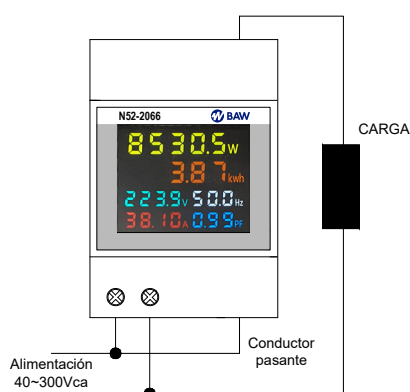 N52-2066 BAW
8530.5W
3.87kwh
223.9V 50.0Hz
38.10A 0.99PF
CARGA
Conductor
pasante
Alimentación
40~300Vca